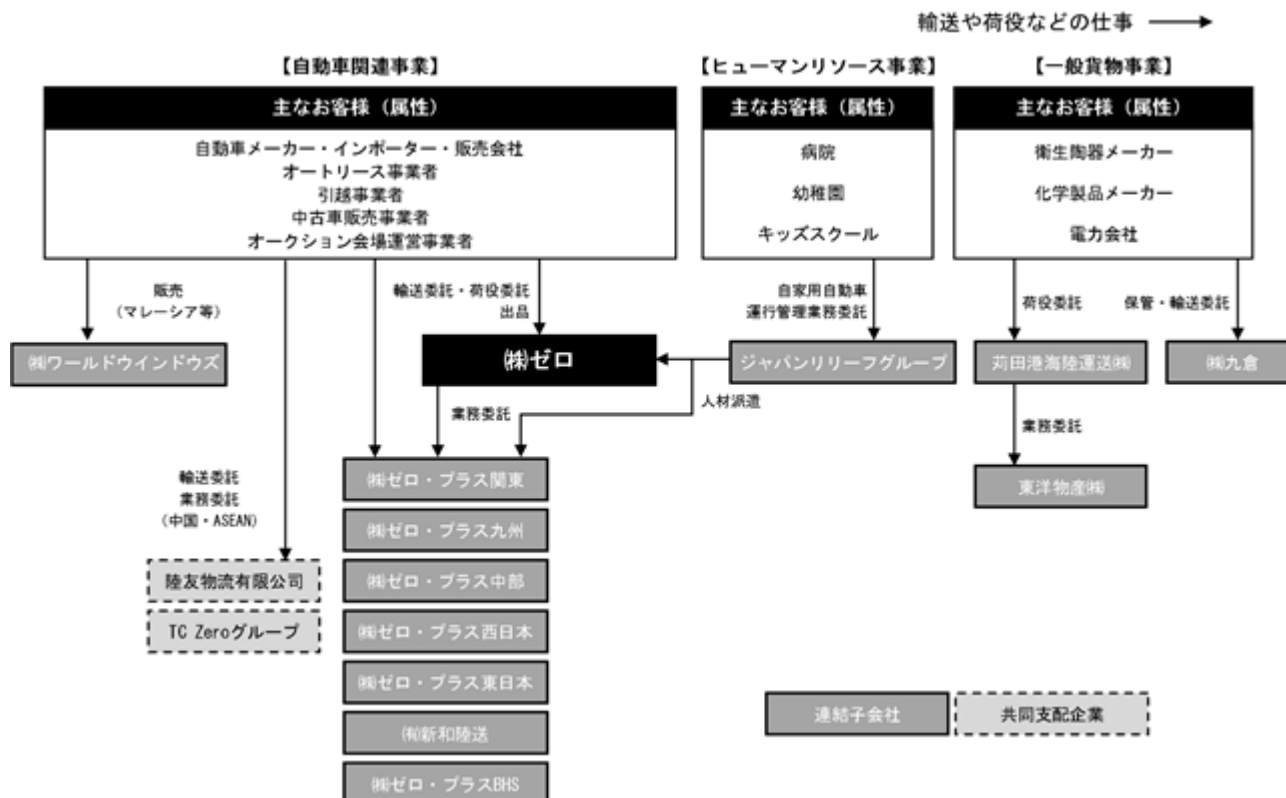 輸送や荷役などの仕事
【自動車関連事業】
主なお客様（属性）
自動車メーカー・インポーター・販売会社
オートリース事業者
引越事業者
中古車販売事業者
オークション会場運営事業者
【ヒューマンリソース事業】
主なお客様（属性）
病院
幼稚園
キッズスクール
【一般貨物事業】
主なお客様（属性）
衛生陶器メーカー
化学製品メーカー
電力会社
販売
（マレーシア等）
輸送委託・荷役委託
出品
自家用自動車
運行管理業務委託
荷役委託
保管・輸送委託
㈱ワールドウインドウズ
㈱ゼロ
ジャパンリリーフグループ
苅田港海陸運送㈱
㈱九倉
業務委託
人材派遣
業務委託
輸送委託
業務委託
（中国・ASEAN）
㈱ゼロ・プラス関東
東洋物産㈱
㈱ゼロ・プラス九州
陸友物流有限公司
㈱ゼロ・プラス中部
TC Zeroグループ
㈱ゼロ・プラス西日本
㈱ゼロ・プラス東日本
㈲新和陸送
㈱ゼロ・プラスBHS
連結子会社
共同支配企業